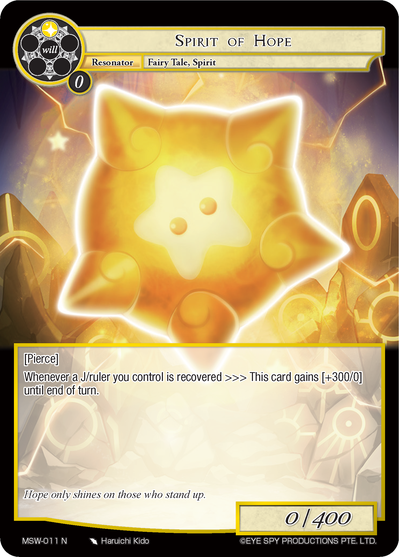 Spirit of Hope
will
Resonator
Fairy Tale, Spirit
0
[Pierce]
Whenever a J/ruler you control is recovered >>> This card gains [+300/0]
until end of turn.
Hope only shines on those who stand up.
0/400
MSW-011 N
Haruichi Kido
©EYE SPY PRODUCTIONS PTE. LTD.